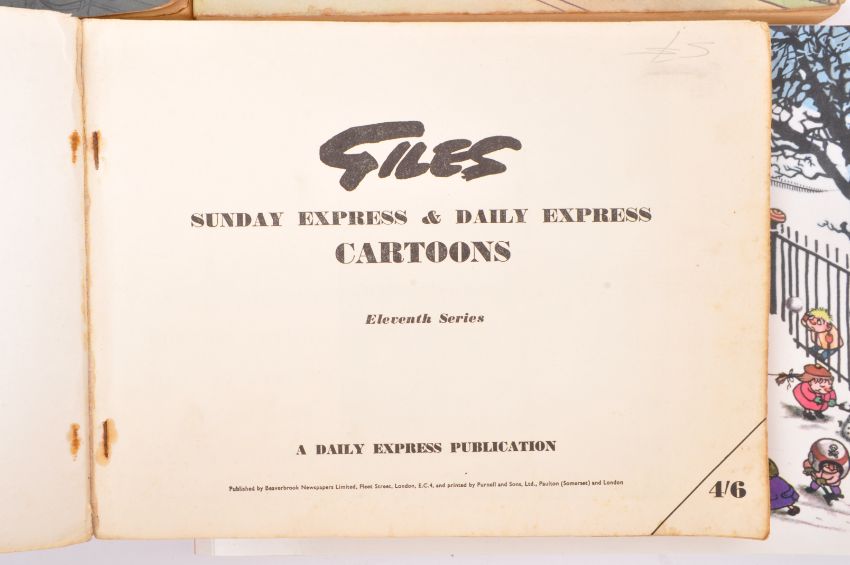 £5
GILES
SUNDAY EXPRESS & DAILY EXPRESS
CARTOONS
Eleventh Series
A DAILY EXPRESS PUBLICATION
Published by Beaverbrook Newspapers Limited, Fleet Street, London, E.C.4, and printed by Purnell and Sons, Ltd., Paulton (Somerset) and London
4/6